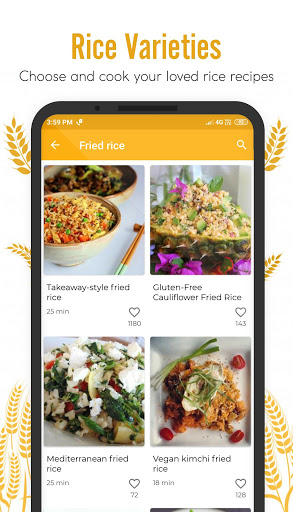 Rice Varieties
Choose and cook your loved rice recipes
3:59 PM
4G
Fried rice
Takeaway-style fried
rice
25 min
1180
Gluten-Free
Cauliflower Fried Rice
143
Mediterranean fried
rice
16 min
72
Vegan kimchi fried
rice
18 min
128